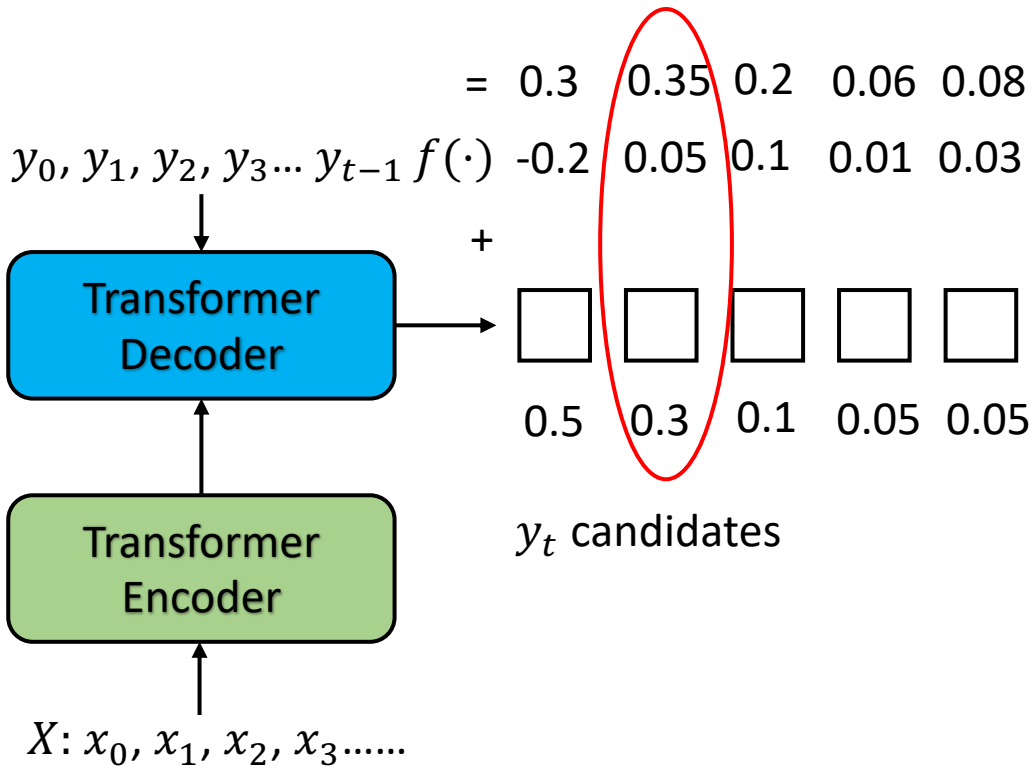 = 0.3 0.35 0.2 0.06 0.08
y₀, y₁, y₂, y₃... yₜ₋₁ f(·) -0.2 0.05 0.1 0.01 0.03
+
Transformer
Decoder
0.5 0.3 0.1 0.05 0.05
Transformer
Encoder
yₜ candidates
X: x₀, x₁, x₂, x₃......